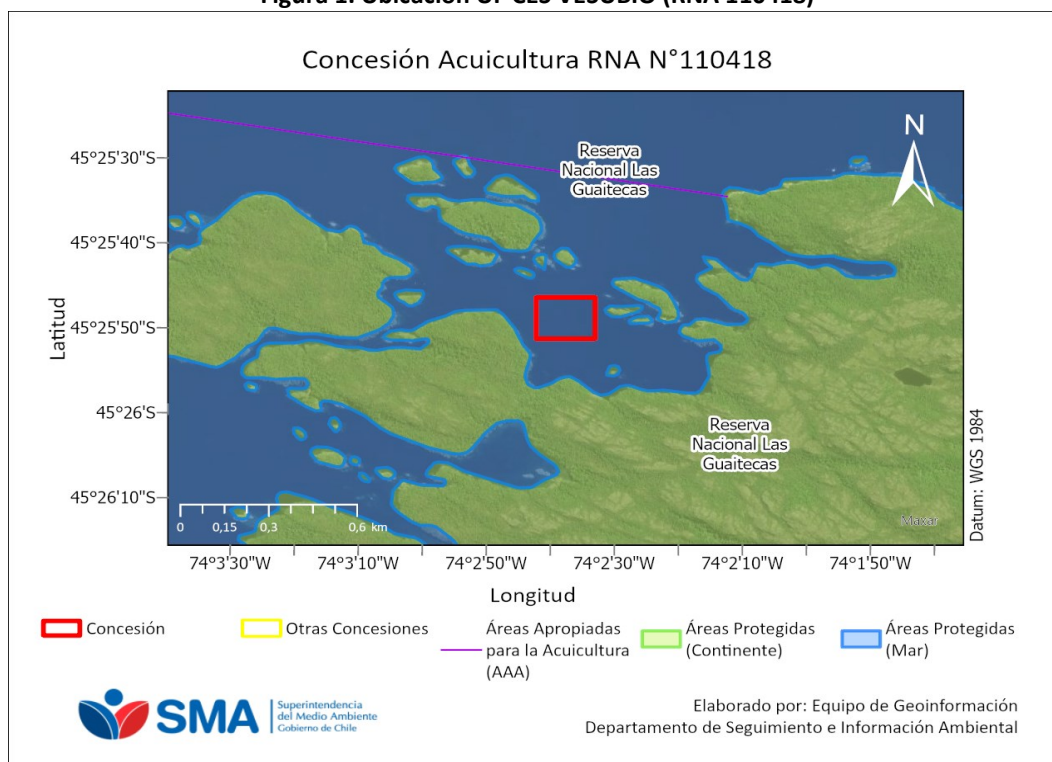 Figura 1. Ubicación UF CES VESUBIO (RNA 110418)
Concesión Acuicultura RNA N°110418
N
Reserva
Nacional Las
Guaitecas
45°25'30"S
45°25'40"S
45°25'50"S
45°26'S
45°26'10"S
Latitud
Reserva
Nacional Las
Guaitecas
Datum: WGS 1984
Maxar
0 0,15 0,3 0,6 km
74°3'30"W 74°3'10"W 74°2'50"W 74°2'30"W 74°2'10"W 74°1'50"W
Longitud
Concesión
Otras Concesiones
Áreas Apropiadas
para la Acuicultura
(AAA)
Áreas Protegidas
(Continente)
Áreas Protegidas
(Mar)
SMA
Superintendencia
del Medio Ambiente
Gobierno de Chile
Elaborado por: Equipo de Geoinformación
Departamento de Seguimiento e Información Ambiental